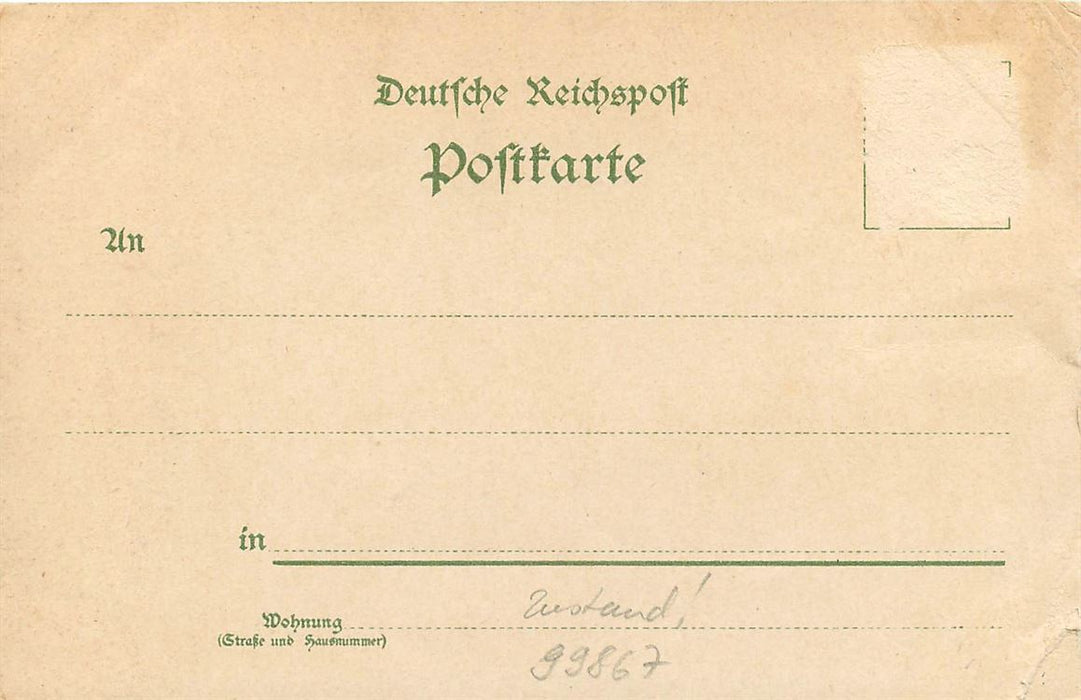 Deutsche Reichspost
Postkarte
An
in
Wohnung
(Straße und Hausnummer)
Zustand!
99867